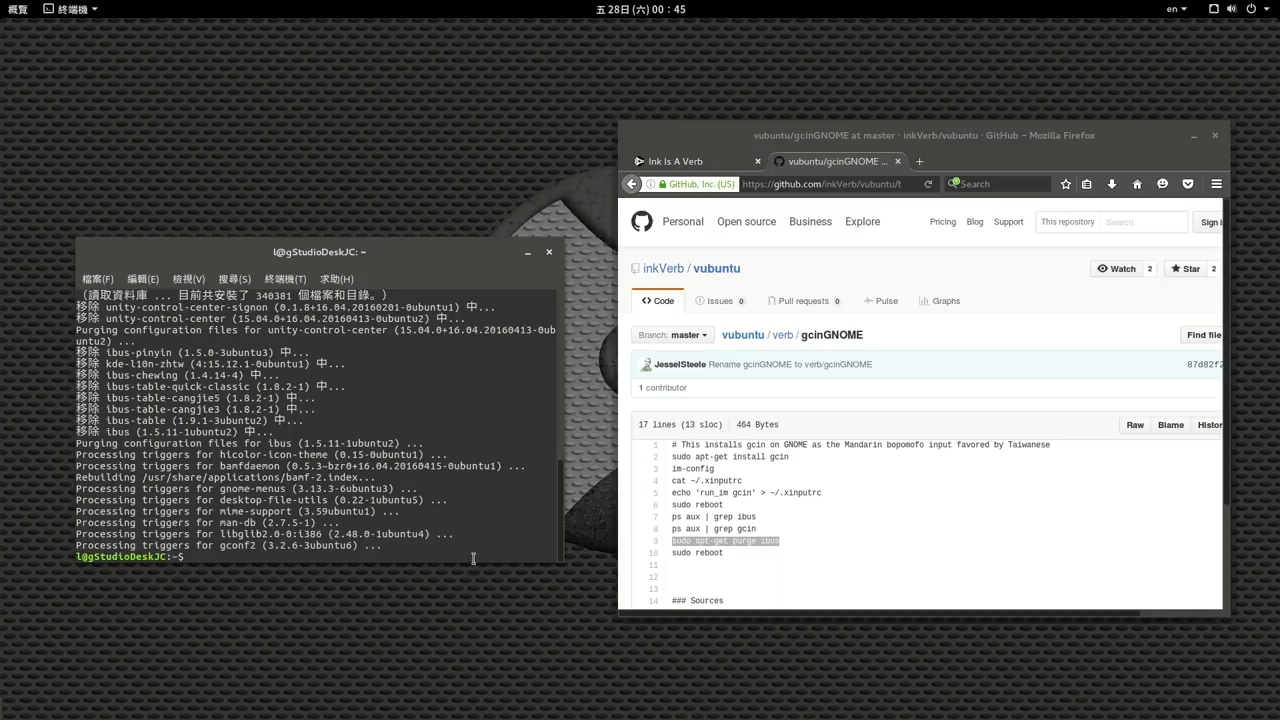 概覽
終端機
五 28日 (六) 00：45
en
l@gStudioDeskJC: ~
檔案(F) 編輯(E) 檢視(V) 搜尋(S) 終端機(T) 求助(H)
（讀取資料庫 ... 目前共安裝了 340381 個檔案和目錄。）
移除 unity-control-center-signon (0.1.8+16.04.20160201-0ubuntu1) 中...
移除 unity-control-center (15.04.0+16.04.20160413-0ubuntu2) 中...
Purging configuration files for unity-control-center (15.04.0+16.04.20160413-0ub
untu2) ...
移除 ibus-pinyin (1.5.0-3ubuntu3) 中...
移除 kde-l10n-zhtw (4:15.12.1-0ubuntu1) 中...
移除 ibus-chewing (1.4.14-4) 中...
移除 ibus-table-quick-classic (1.8.2-1) 中...
移除 ibus-table-cangjie5 (1.8.2-1) 中...
移除 ibus-table-cangjie3 (1.8.2-1) 中...
移除 ibus-table (1.9.1-3ubuntu2) 中...
移除 ibus (1.5.11-1ubuntu2) 中...
Purging configuration files for ibus (1.5.11-1ubuntu2) ...
Processing triggers for hicolor-icon-theme (0.15-0ubuntu1) ...
Processing triggers for bamfdaemon (0.5.3~bzr0+16.04.20160415-0ubuntu1) ...
Rebuilding /usr/share/applications/bamf-2.index...
Processing triggers for gnome-menus (3.13.3-6ubuntu3) ...
Processing triggers for desktop-file-utils (0.22-1ubuntu5) ...
Processing triggers for mime-support (3.59ubuntu1) ...
Processing triggers for man-db (2.7.5-1) ...
Processing triggers for libglib2.0-0:i386 (2.48.0-1ubuntu4) ...
Processing triggers for gconf2 (3.2.6-3ubuntu6) ...
l@gStudioDeskJC:~$
vubuntu/gcinGNOME at master · inkVerb/vubuntu · GitHub - Mozilla Firefox
Ink Is A Verb
vubuntu/gcinGNOME ...
GitHub, Inc. (US) https://github.com/inkVerb/vubuntu/b
Search
Personal Open source Business Explore Pricing Blog Support This repository Search Sign i
inkVerb / vubuntu
Watch 2 Star 2
Code Issues 0 Pull requests 0 Pulse Graphs
Branch: master vubuntu / verb / gcinGNOME Find file
JesselSteele Rename gcinGNOME to verb/gcinGNOME 87d82f2
1 contributor
17 lines (13 sloc) 464 Bytes Raw Blame Histor
1 # This installs gcin on GNOME as the Mandarin bopomofo input favored by Taiwanese
2 sudo apt-get install gcin
3 im-config
4 cat ~/.xinputrc
5 echo 'run_im gcin' > ~/.xinputrc
6 sudo reboot
7 ps aux | grep ibus
8 ps aux | grep gcin
9 sudo apt-get purge ibus
10 sudo reboot
11
12
13
14 ### Sources